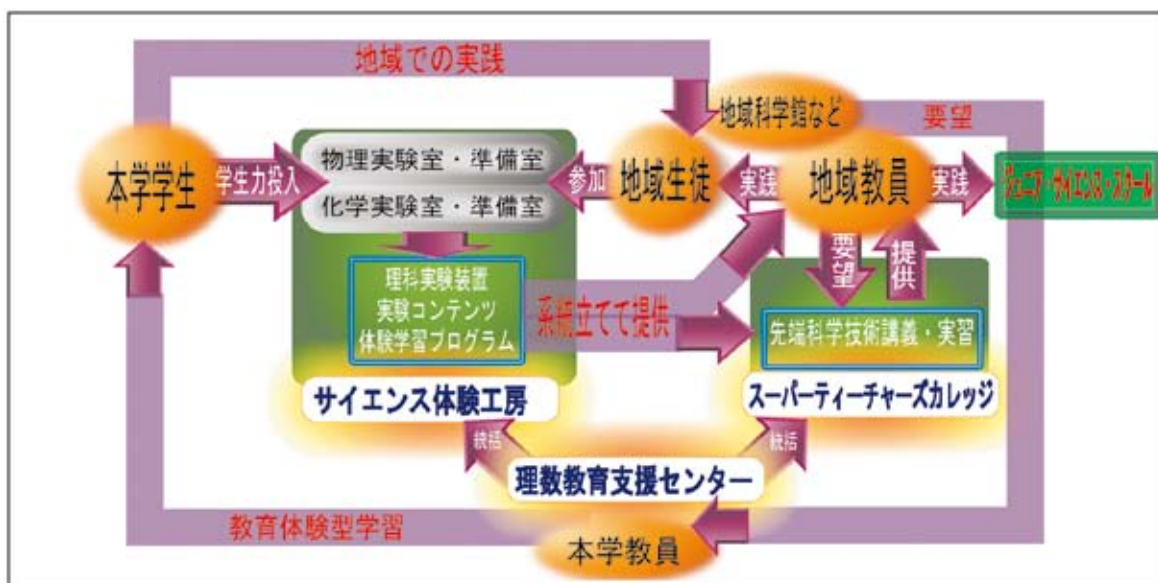 地域での実践
地域科学館など
要望
本学学生
学生力投入
物理実験室・準備室
化学実験室・準備室
参加
地域生徒
実践
地域教員
実践
ジュニア・サイエンス・スクール
要望
提供
理科実験装置
実験コンテンツ
体験学習プログラム
系統立てて提供
先端科学技術講義・実習
サイエンス体験工房
スーパーティーチャーズカレッジ
統括
統括
理数教育支援センター
教育体験型学習
本学教員